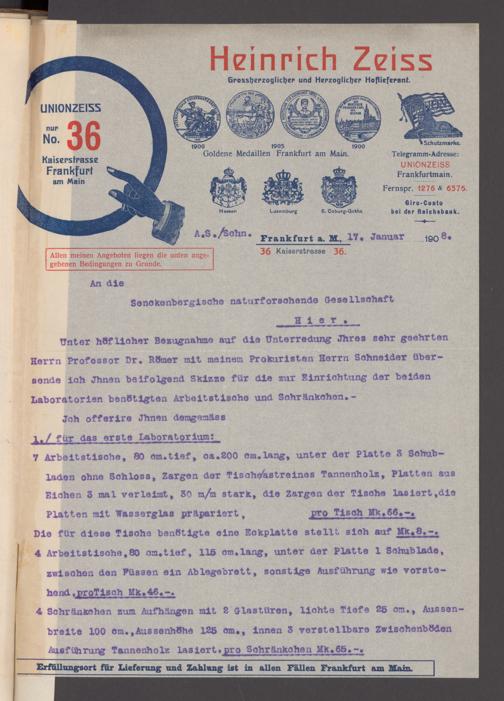 Heinrich Zeiss
Grossherzoglicher und Herzoglicher Hoflieferant.
UNIONZEISS
nur
No. 36
Kaiserstrasse
Frankfurt
am Main
1900 1905 1900
Goldene Medaillen Frankfurt am Main.
Hessen Luxemburg S. Coburg-Gotha
Schutzmarke.
Telegramm-Adresse:
UNIONZEISS
Frankfurtmain.
Fernspr. 1276 & 6575.
Giro-Conto
bei der Reichsbank.
A.S./Schn.
Frankfurt a. M., 17. Januar 1908.
36 Kaiserstrasse 36.
Allen meinen Angeboten liegen die unten ange-
gebenen Bedingungen zu Grunde.
An die
Senckenbergische naturforschende Gesellschaft
Hier.
Unter höflicher Bezugnahme auf die Unterredung Jhres sehr geehrten
Herrn Professor Dr. Römer mit meinem Prokuristen Herrn Schneider über-
sende ich Jhnen beifolgend Skizze für die zur Einrichtung der beiden
Laboratorien benötigten Arbeitstische und Schränkchen.-
Jch offerire Jhnen demgemäss
1./ für das erste Laboratorium:
7 Arbeitstische, 80 cm.tief, ca.200 cm.lang, unter der Platte 3 Schub-
laden ohne Schloss, Zargen der Tische astreines Tannenholz, Platten aus
Eichen 3 mal verleimt, 30 m/m stark, die Zargen der Tische lasiert,die
Platten mit Wasserglas präpariert, pro Tisch Mk.66.-.
Die für diese Tische benötigte eine Eckplatte stellt sich auf Mk.8.-.
4 Arbeitstische,80 cm.tief, 115 cm.lang, unter der Platte 1 Schublade,
zwischen den Füssen ein Ablegebrett, sonstige Ausführung wie vorste-
hend, proTisch Mk.46.-.
4 Schränkchen zum Aufhängen mit 2 Glastüren, lichte Tiefe 25 cm., Aussen-
breite 100 cm.,Aussenhöhe 125 cm., innen 3 verstellbare Zwischenböden
Ausführung Tannenholz lasiert, pro Schränkchen Mk.65.-.
Erfüllungsort für Lieferung und Zahlung ist in allen Fällen Frankfurt am Main.